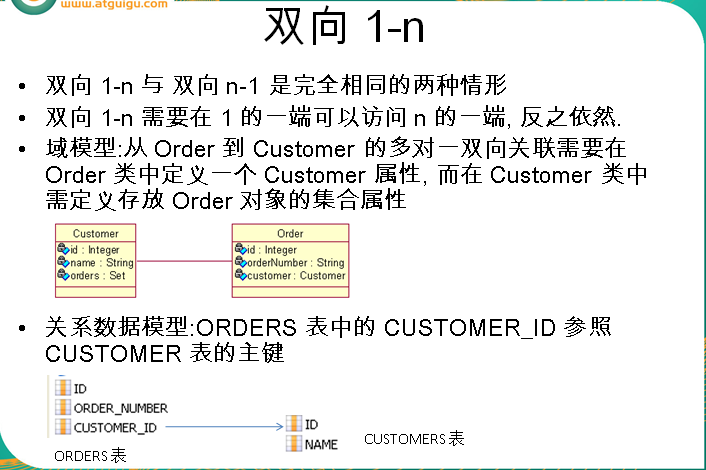 www.atguigu.com
双向 1-n
• 双向 1-n 与 双向 n-1 是完全相同的两种情形
• 双向 1-n 需要在 1 的一端可以访问 n 的一端, 反之依然.
• 域模型:从 Order 到 Customer 的多对一双向关联需要在
Order 类中定义一个 Customer 属性, 而在 Customer 类中
需定义存放 Order 对象的集合属性
Customer
id : Integer
name : String
orders : Set
Order
id : Integer
orderNumber : String
customer : Customer
• 关系数据模型:ORDERS 表中的 CUSTOMER_ID 参照
CUSTOMER 表的主键
ID
ORDER_NUMBER
CUSTOMER_ID
ORDERS表
ID
NAME
CUSTOMERS表